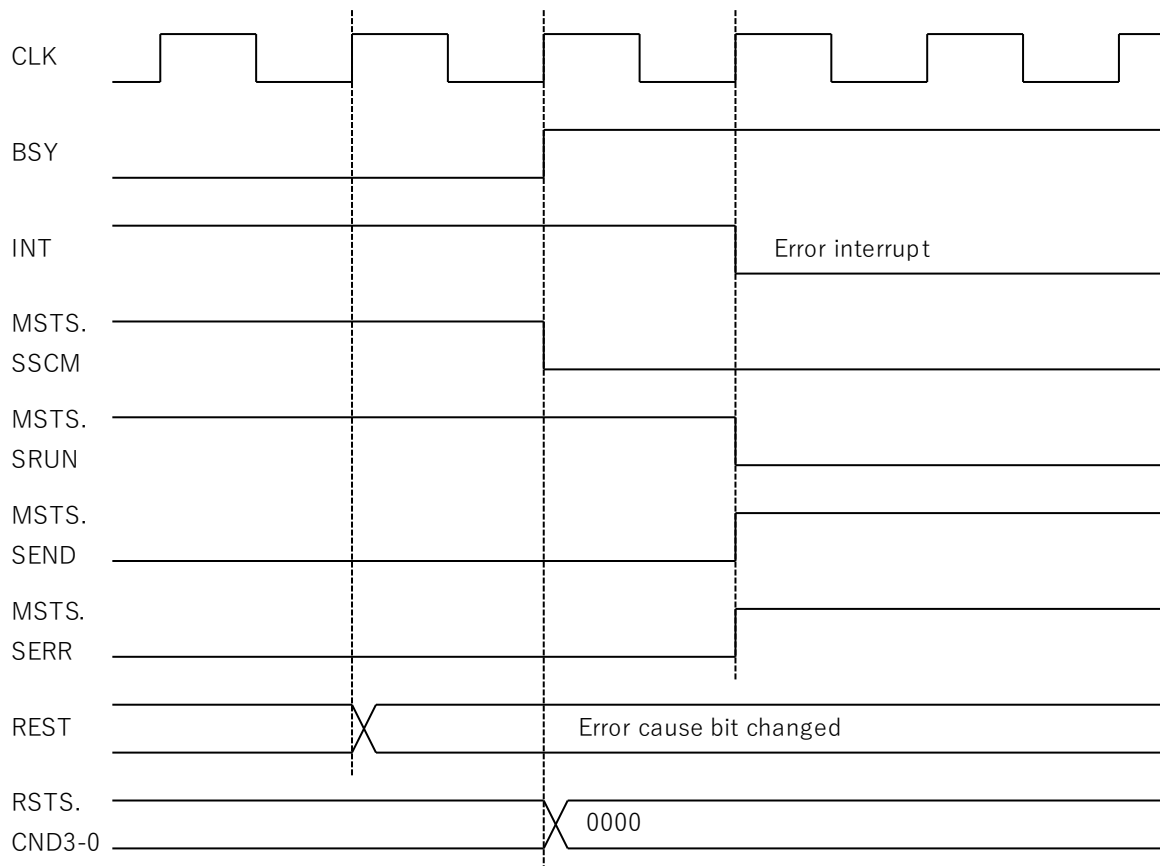 CLK
BSY
INT
Error interrupt
MSTS.
SSCM
MSTS.
SRUN
MSTS.
SEND
MSTS.
SERR
REST
Error cause bit changed
RSTS.
CND3-0
0000